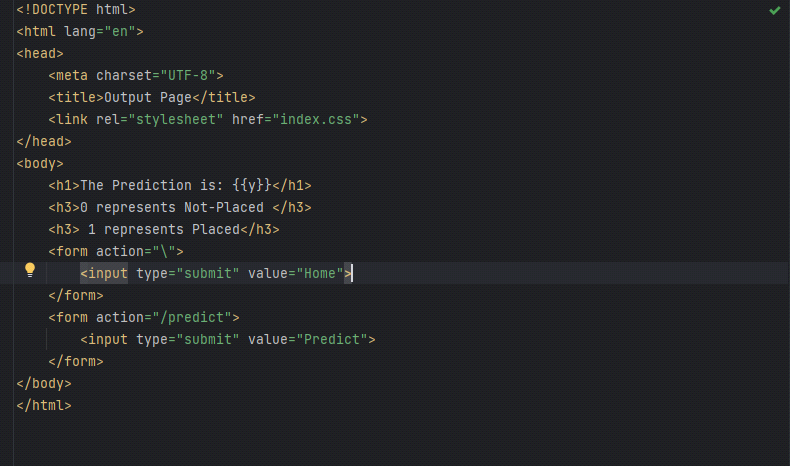 <!DOCTYPE html>
<html lang="en">
<head>
    <meta charset="UTF-8">
    <title>Output Page</title>
    <link rel="stylesheet" href="index.css">
</head>
<body>
    <h1>The Prediction is: {{y}}</h1>
    <h3>0 represents Not-Placed </h3>
    <h3> 1 represents Placed</h3>
    <form action="\">
        <input type="submit" value="Home">
    </form>
    <form action="/predict">
        <input type="submit" value="Predict">
    </form>
</body>
</html>